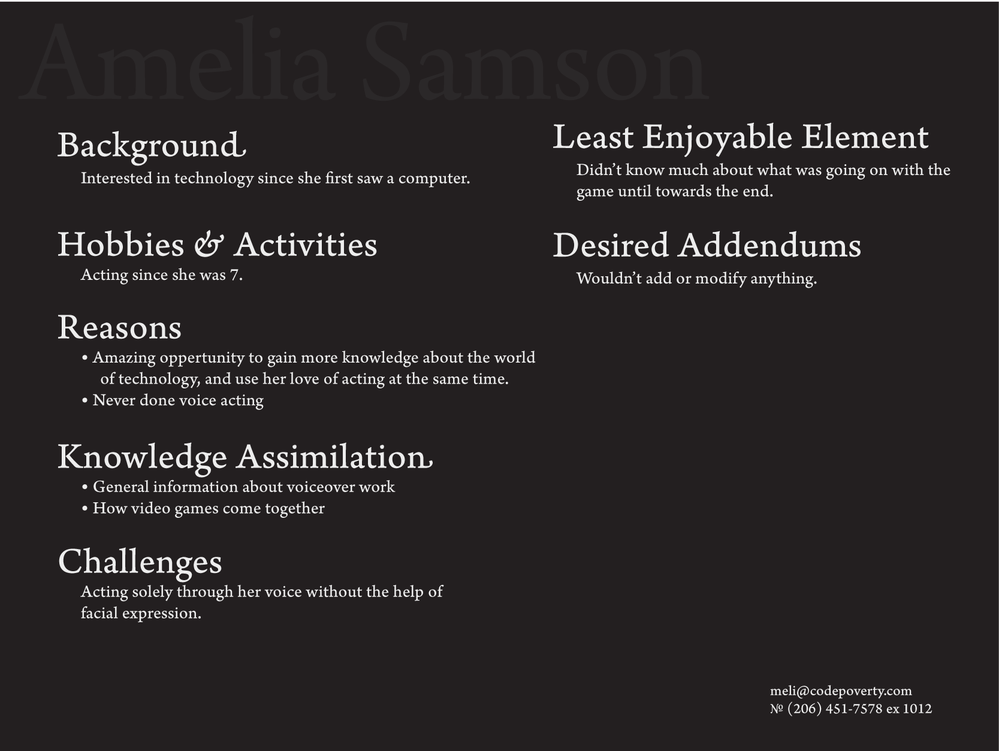 Amelia Samson
Background
Interested in technology since she first saw a computer.
Hobbies & Activities
Acting since she was 7.
Reasons
• Amazing oppertunity to gain more knowledge about the world
of technology, and use her love of acting at the same time.
• Never done voice acting
Knowledge Assimilation
• General information about voiceover work
• How video games come together
Challenges
Acting solely through her voice without the help of
facial expression.
Least Enjoyable Element
Didn’t know much about what was going on with the
game until towards the end.
Desired Addendums
Wouldn’t add or modify anything.
meli@codepoverty.com
№ (206) 451-7578 ex 1012